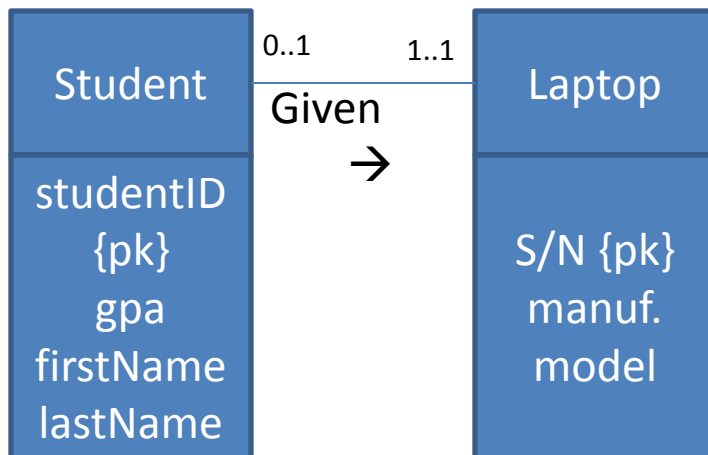 Student
0..1
1..1
Given
→
Laptop
studentID
{pk}
gpa
firstName
lastName
S/N {pk}
manuf.
model